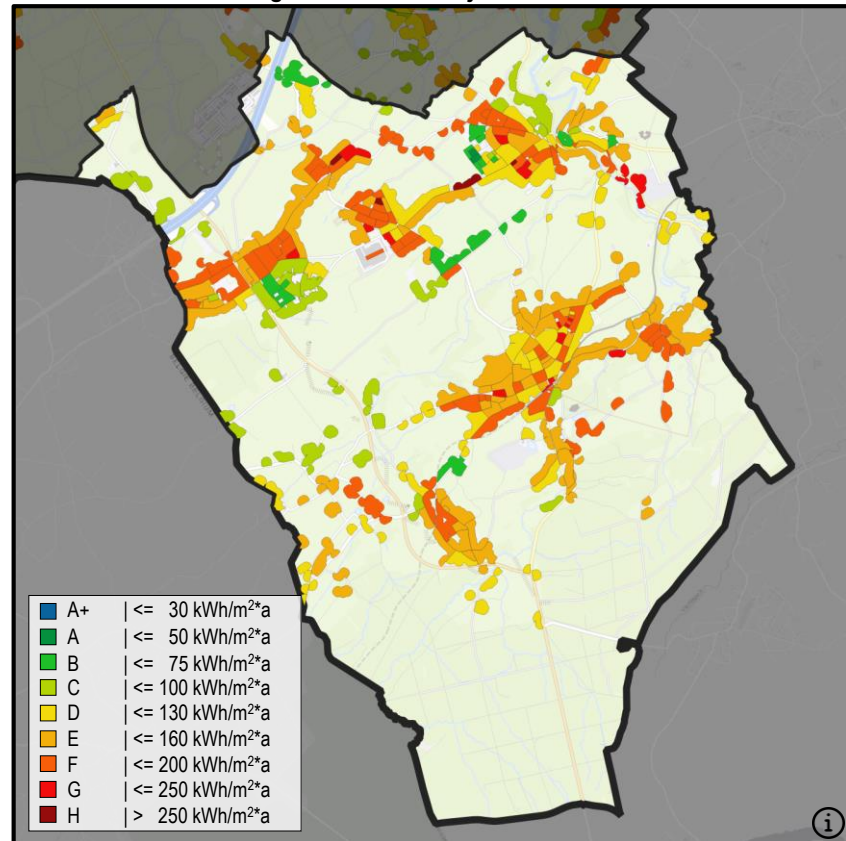 A+ | <= 30 kWh/m²*a
A | <= 50 kWh/m²*a
B | <= 75 kWh/m²*a
C | <= 100 kWh/m²*a
D | <= 130 kWh/m²*a
E | <= 160 kWh/m²*a
F | <= 200 kWh/m²*a
G | <= 250 kWh/m²*a
H | > 250 kWh/m²*a
i